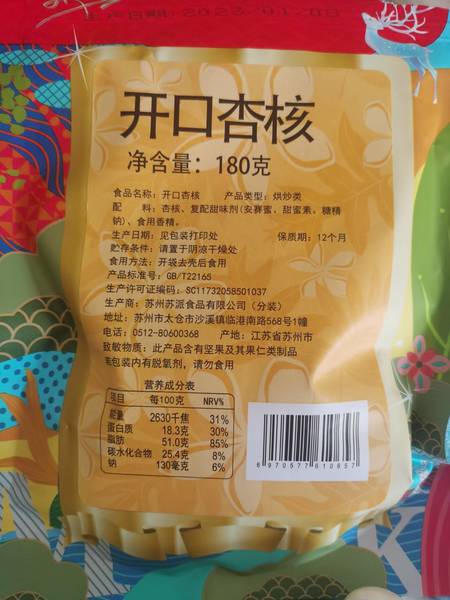 生产日期:2023/01/08
开口杏核
净含量：180克
食品名称：开口杏核 产品类型：烘炒类
配 料：杏核、复配甜味剂(安赛蜜、甜蜜素、糖精
钠)、食用香精。
生产日期：见包装打印处 保质期：12个月
贮存条件：请置于阴凉干燥处
食用方法：开袋去壳后食用
产品标准号：GB/T22165
生产许可证编码：SC11732058501037
生产商：苏州苏派食品有限公司（分装）
地址：苏州市太仓市沙溪镇临港南路568号1幢
电话：0512-80600368 产地：江苏省苏州市
致敏物质：此产品含有坚果及其果仁类制品
本包装内有脱氧剂，请勿食用
营养成分表
项目 每100克 NRV%
能量 2630千焦 31%
蛋白质 18.3克 30%
脂肪 51.0克 85%
碳水化合物 25.4克 8%
钠 130毫克 6%
6970577610857
K